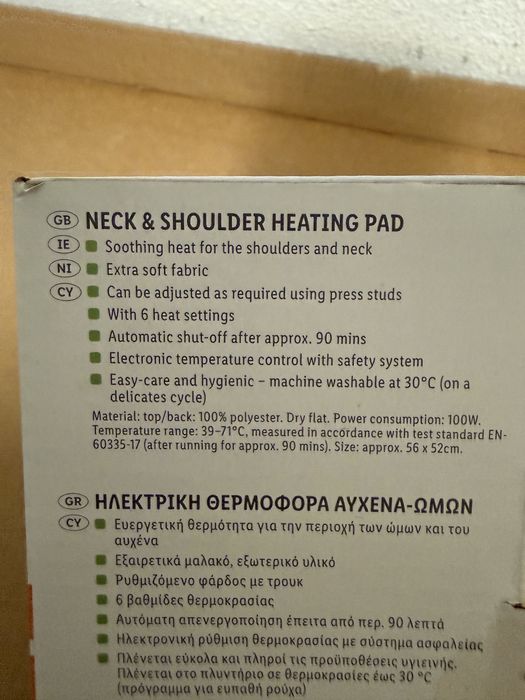 GB NECK & SHOULDER HEATING PAD
IE Soothing heat for the shoulders and neck
NI Extra soft fabric
CY Can be adjusted as required using press studs
With 6 heat settings
Automatic shut-off after approx. 90 mins
Electronic temperature control with safety system
Easy-care and hygienic – machine washable at 30°C (on a
delicates cycle)
Material: top/back: 100% polyester. Dry flat. Power consumption: 100W.
Temperature range: 39–71°C, measured in accordance with test standard EN-
60335-17 (after running for approx. 90 mins). Size: approx. 56 x 52cm.
GR ΗΛΕΚΤΡΙΚΗ ΘΕΡΜΟΦΟΡΑ ΑΥΧΕΝΑ-ΩΜΩΝ
CY Ευεργετική θερμότητα για την περιοχή των ώμων και του
αυχένα
Εξαιρετικά μαλακό, εξωτερικό υλικό
Ρυθμιζόμενο φάρδος με τρουκ
6 βαθμίδες θερμοκρασίας
Αυτόματη απενεργοποίηση έπειτα από περ. 90 λεπτά
Ηλεκτρονική ρύθμιση θερμοκρασίας με σύστημα ασφαλείας
Πλένεται εύκολα και πληροί τις προϋποθέσεις υγιεινής.
Πλένεται στο πλυντήριο σε θερμοκρασίες έως 30 °C
(πρόγραμμα για ευπαθή ρούχα)